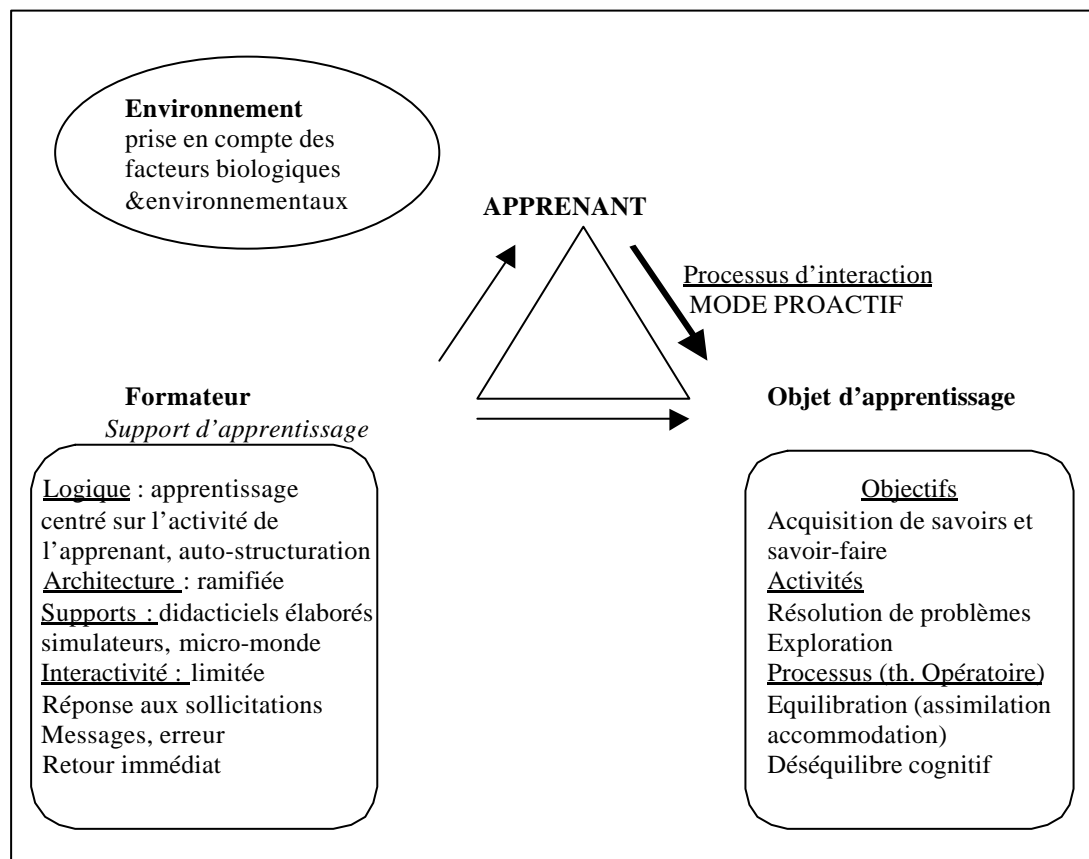 Environnement
prise en compte des
facteurs biologiques
&environnementaux
APPRENANT
Processus d'interaction
MODE PROACTIF
Formateur
Support d'apprentissage
Objet d'apprentissage
Logique : apprentissage
centré sur l'activité de
l'apprenant, auto-structuration
Architecture : ramifiée
Supports : didacticiels élaborés
simulateurs, micro-monde
Interactivité : limitée
Réponse aux sollicitations
Messages, erreur
Retour immédiat
Objectifs
Acquisition de savoirs et
savoir-faire
Activités
Résolution de problèmes
Exploration
Processus (th. Opératoire)
Equilibration (assimilation
accommodation)
Déséquilibre cognitif